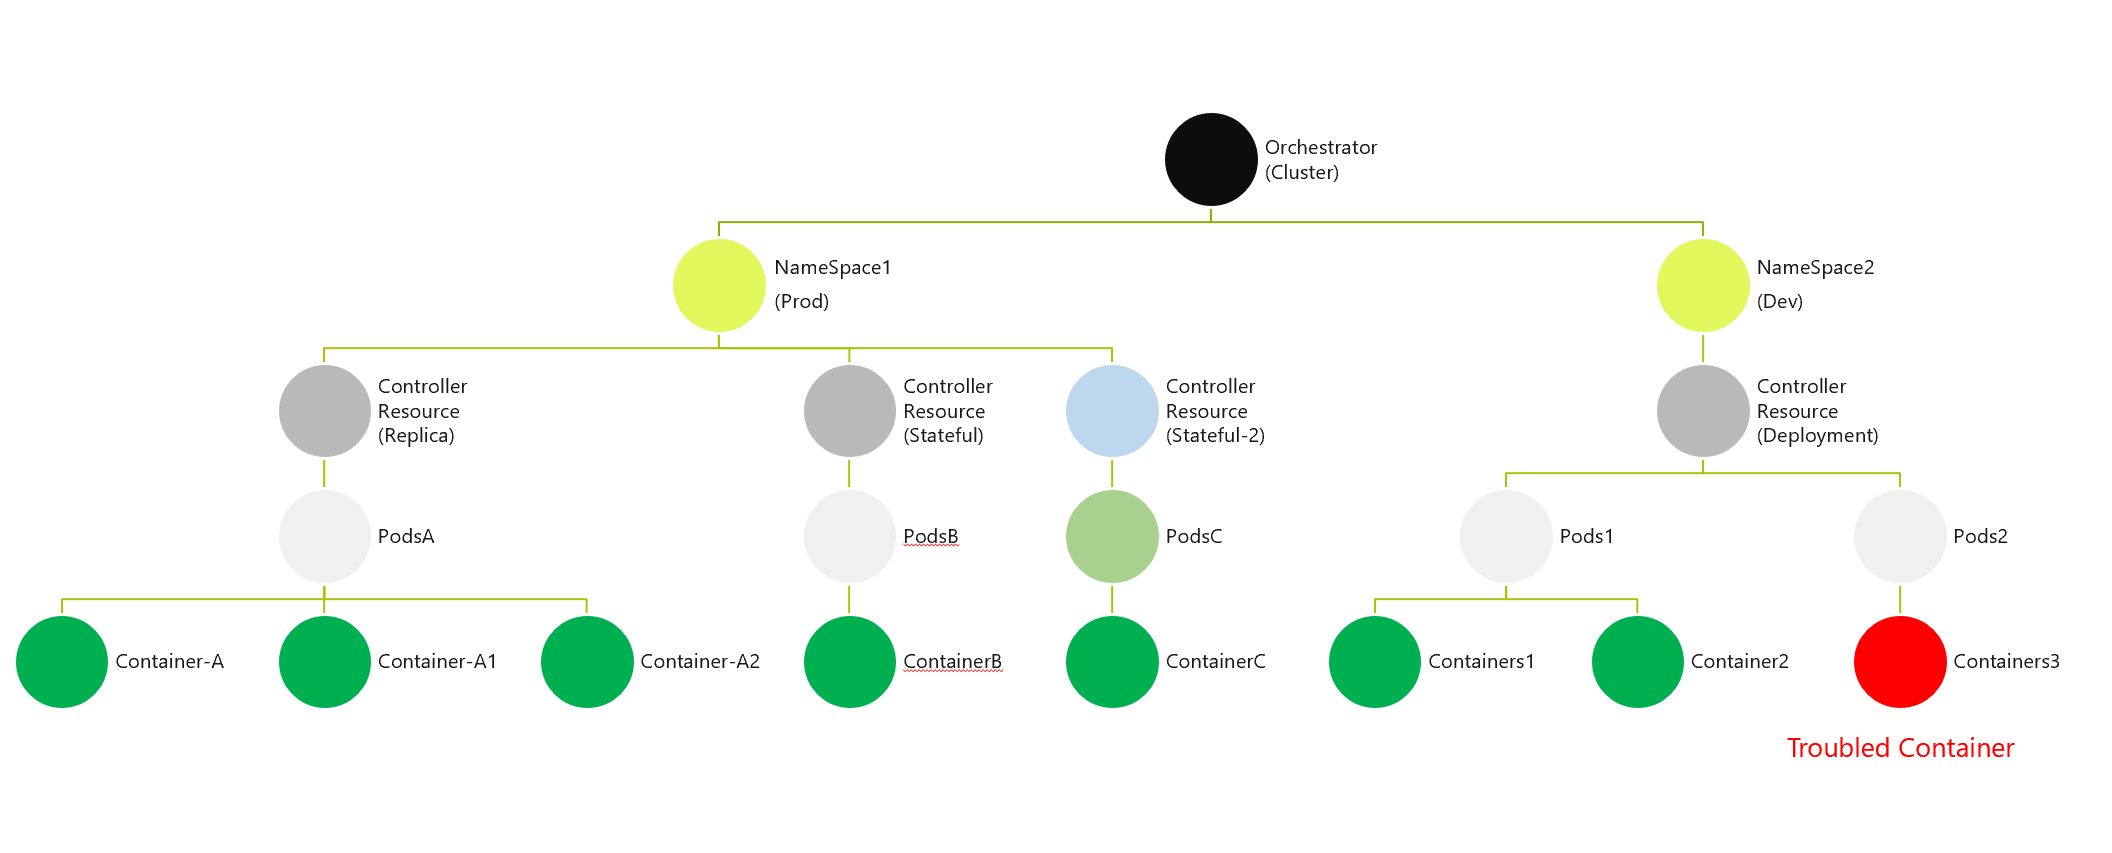 Orchestrator
(Cluster)
NameSpace1
(Prod)
NameSpace2
(Dev)
Controller
Resource
(Replica)
Controller
Resource
(Stateful)
Controller
Resource
(Stateful-2)
Controller
Resource
(Deployment)
PodsA
PodsB
PodsC
Pods1
Pods2
Container-A
Container-A1
Container-A2
ContainerB
ContainerC
Containers1
Container2
Containers3
Troubled Container